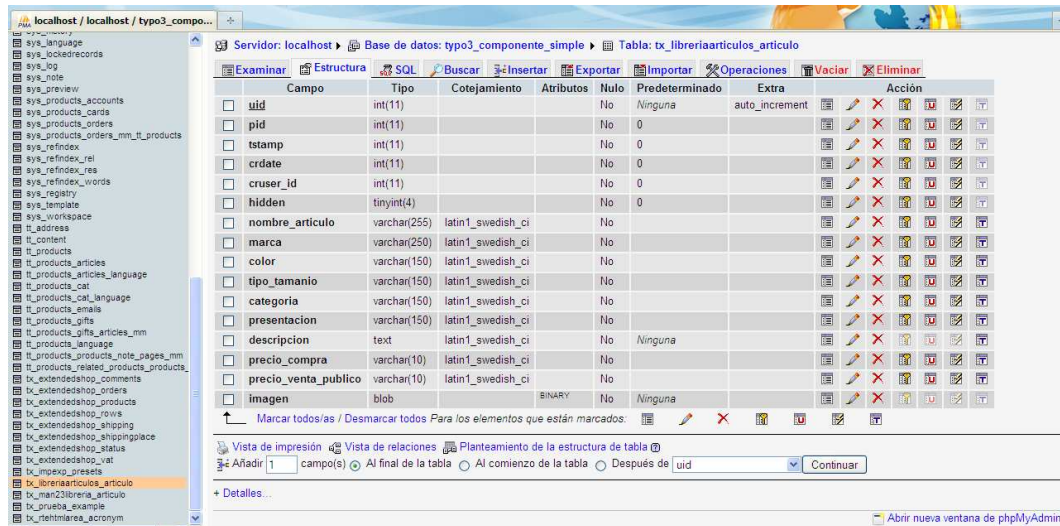 localhost / localhost / typo3_compo...
sys_history
sys_language
sys_lockedrecords
sys_log
sys_note
sys_preview
sys_products_accounts
sys_products_cards
sys_products_orders
sys_products_orders_mm_tt_products
sys_refindex
sys_refindex_rel
sys_refindex_res
sys_refindex_words
sys_registry
sys_template
sys_workspace
tt_address
tt_content
tt_products
tt_products_articles
tt_products_articles_language
tt_products_cat
tt_products_cat_language
tt_products_emails
tt_products_gifts
tt_products_gifts_articles_mm
tt_products_language
tt_products_products_note_pages_mm
tt_products_related_products_products_
tx_extendedshop_comments
tx_extendedshop_orders
tx_extendedshop_products
tx_extendedshop_rows
tx_extendedshop_shipping
tx_extendedshop_shippingplace
tx_extendedshop_status
tx_extendedshop_vat
tx_impexp_presets
tx_libreriaarticulos_articulo
tx_man23libreria_articulo
tx_prueba_example
tx_rtehtmlarea_acronym
Servidor: localhost ▸ Base de datos: typo3_componente_simple ▸ Tabla: tx_libreriaarticulos_articulo
Examinar Estructura SQL Buscar Insertar Exportar Importar Operaciones Vaciar Eliminar
Campo Tipo Cotejamiento Atributos Nulo Predeterminado Extra Acción
uid int(11) No Ninguna auto_increment
pid int(11) No 0
tstamp int(11) No 0
crdate int(11) No 0
cruser_id int(11) No 0
hidden tinyint(4) No 0
nombre_articulo varchar(255) latin1_swedish_ci No
marca varchar(250) latin1_swedish_ci No
color varchar(150) latin1_swedish_ci No
tipo_tamanio varchar(150) latin1_swedish_ci No
categoria varchar(150) latin1_swedish_ci No
presentacion varchar(150) latin1_swedish_ci No
descripcion text latin1_swedish_ci No Ninguna
precio_compra varchar(10) latin1_swedish_ci No
precio_venta_publico varchar(10) latin1_swedish_ci No
imagen blob BINARY No Ninguna
Marcar todos/as / Desmarcar todos Para los elementos que están marcados:
Vista de impresión Vista de relaciones Planteamiento de la estructura de tabla
Añadir 1 campo(s) Al final de la tabla Al comienzo de la tabla Después de uid Continuar
+ Detalles...
Abrir nueva ventana de phpMyAdmin